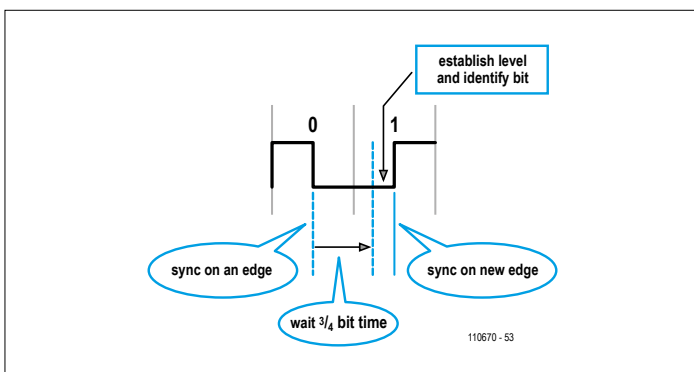 establish level
and identify bit
0 1
sync on an edge
sync on new edge
wait 3/4 bit time
110670 - 53